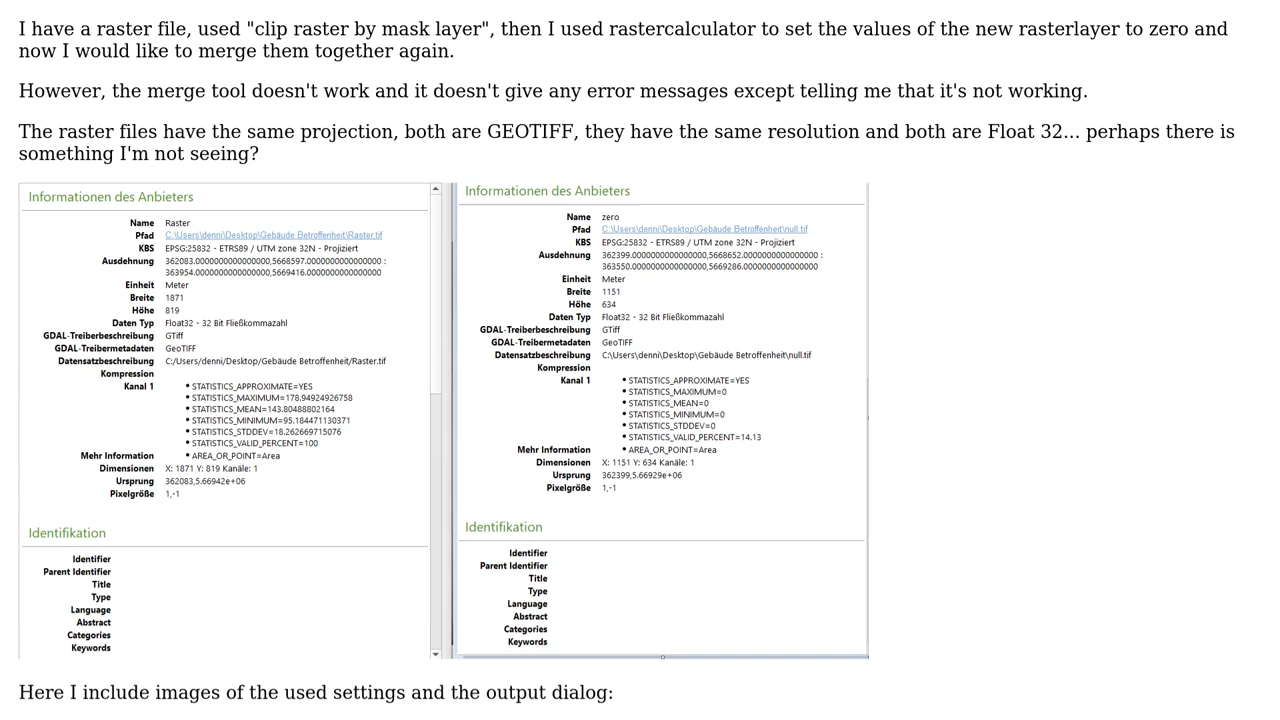 I have a raster file, used "clip raster by mask layer", then I used rastercalculator to set the values of the new rasterlayer to zero and
now I would like to merge them together again.
However, the merge tool doesn't work and it doesn't give any error messages except telling me that it's not working.
The raster files have the same projection, both are GEOTIFF, they have the same resolution and both are Float 32... perhaps there is
something I'm not seeing?
Informationen des Anbieters
Name Raster
Pfad C:\Users\denni\Desktop\Gebäude Betroffenheit\Raster.tif
KBS EPSG:25832 - ETRS89 / UTM zone 32N - Projiziert
Ausdehnung 362083.0000000000000000,5668597.0000000000000000 :
363954.0000000000000000,5669416.0000000000000000
Einheit Meter
Breite 1871
Höhe 819
Daten Typ Float32 - 32 Bit Fließkommazahl
GDAL-Treiberbeschreibung GTiff
GDAL-Treibermetadaten GeoTIFF
Datensatzbeschreibung C:/Users/denni/Desktop/Gebäude Betroffenheit/Raster.tif
Kompression
Kanal 1 • STATISTICS_APPROXIMATE=YES
• STATISTICS_MAXIMUM=178.94924926758
• STATISTICS_MEAN=143.80488802164
• STATISTICS_MINIMUM=95.184471130371
• STATISTICS_STDDEV=18.262669715076
• STATISTICS_VALID_PERCENT=100
Mehr Information • AREA_OR_POINT=Area
Dimensionen X: 1871 Y: 819 Kanäle: 1
Ursprung 362083,5.66942e+06
Pixelgröße 1,-1
Identifikation
Identifier
Parent Identifier
Title
Type
Language
Abstract
Categories
Keywords
Informationen des Anbieters
Name zero
Pfad C:\Users\denni\Desktop\Gebäude Betroffenheit\null.tif
KBS EPSG:25832 - ETRS89 / UTM zone 32N - Projiziert
Ausdehnung 362399.0000000000000000,5668652.0000000000000000 :
363550.0000000000000000,5669286.0000000000000000
Einheit Meter
Breite 1151
Höhe 634
Daten Typ Float32 - 32 Bit Fließkommazahl
GDAL-Treiberbeschreibung GTiff
GDAL-Treibermetadaten GeoTIFF
Datensatzbeschreibung C:\Users\denni\Desktop\Gebäude Betroffenheit\null.tif
Kompression
Kanal 1 • STATISTICS_APPROXIMATE=YES
• STATISTICS_MAXIMUM=0
• STATISTICS_MEAN=0
• STATISTICS_MINIMUM=0
• STATISTICS_STDDEV=0
• STATISTICS_VALID_PERCENT=14.13
Mehr Information • AREA_OR_POINT=Area
Dimensionen X: 1151 Y: 634 Kanäle: 1
Ursprung 362399,5.66929e+06
Pixelgröße 1,-1
Identifikation
Identifier
Parent Identifier
Title
Type
Language
Abstract
Categories
Keywords
Here I include images of the used settings and the output dialog: